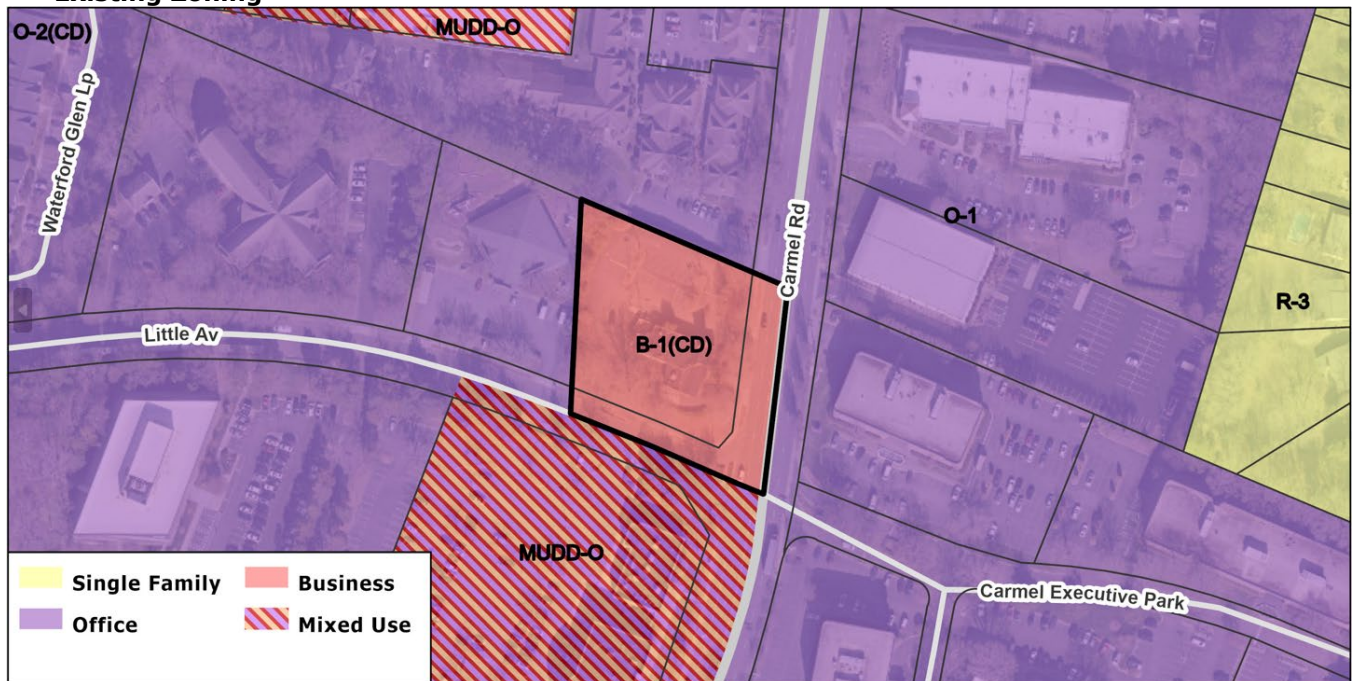 Existing Zoning
O-2(CD)
MUDD-O
Waterford Glen Lp
Carmel Rd
O-1
R-3
Little Av
B-1(CD)
MUDD-O
Carmel Executive Park
Single Family
Business
Office
Mixed Use